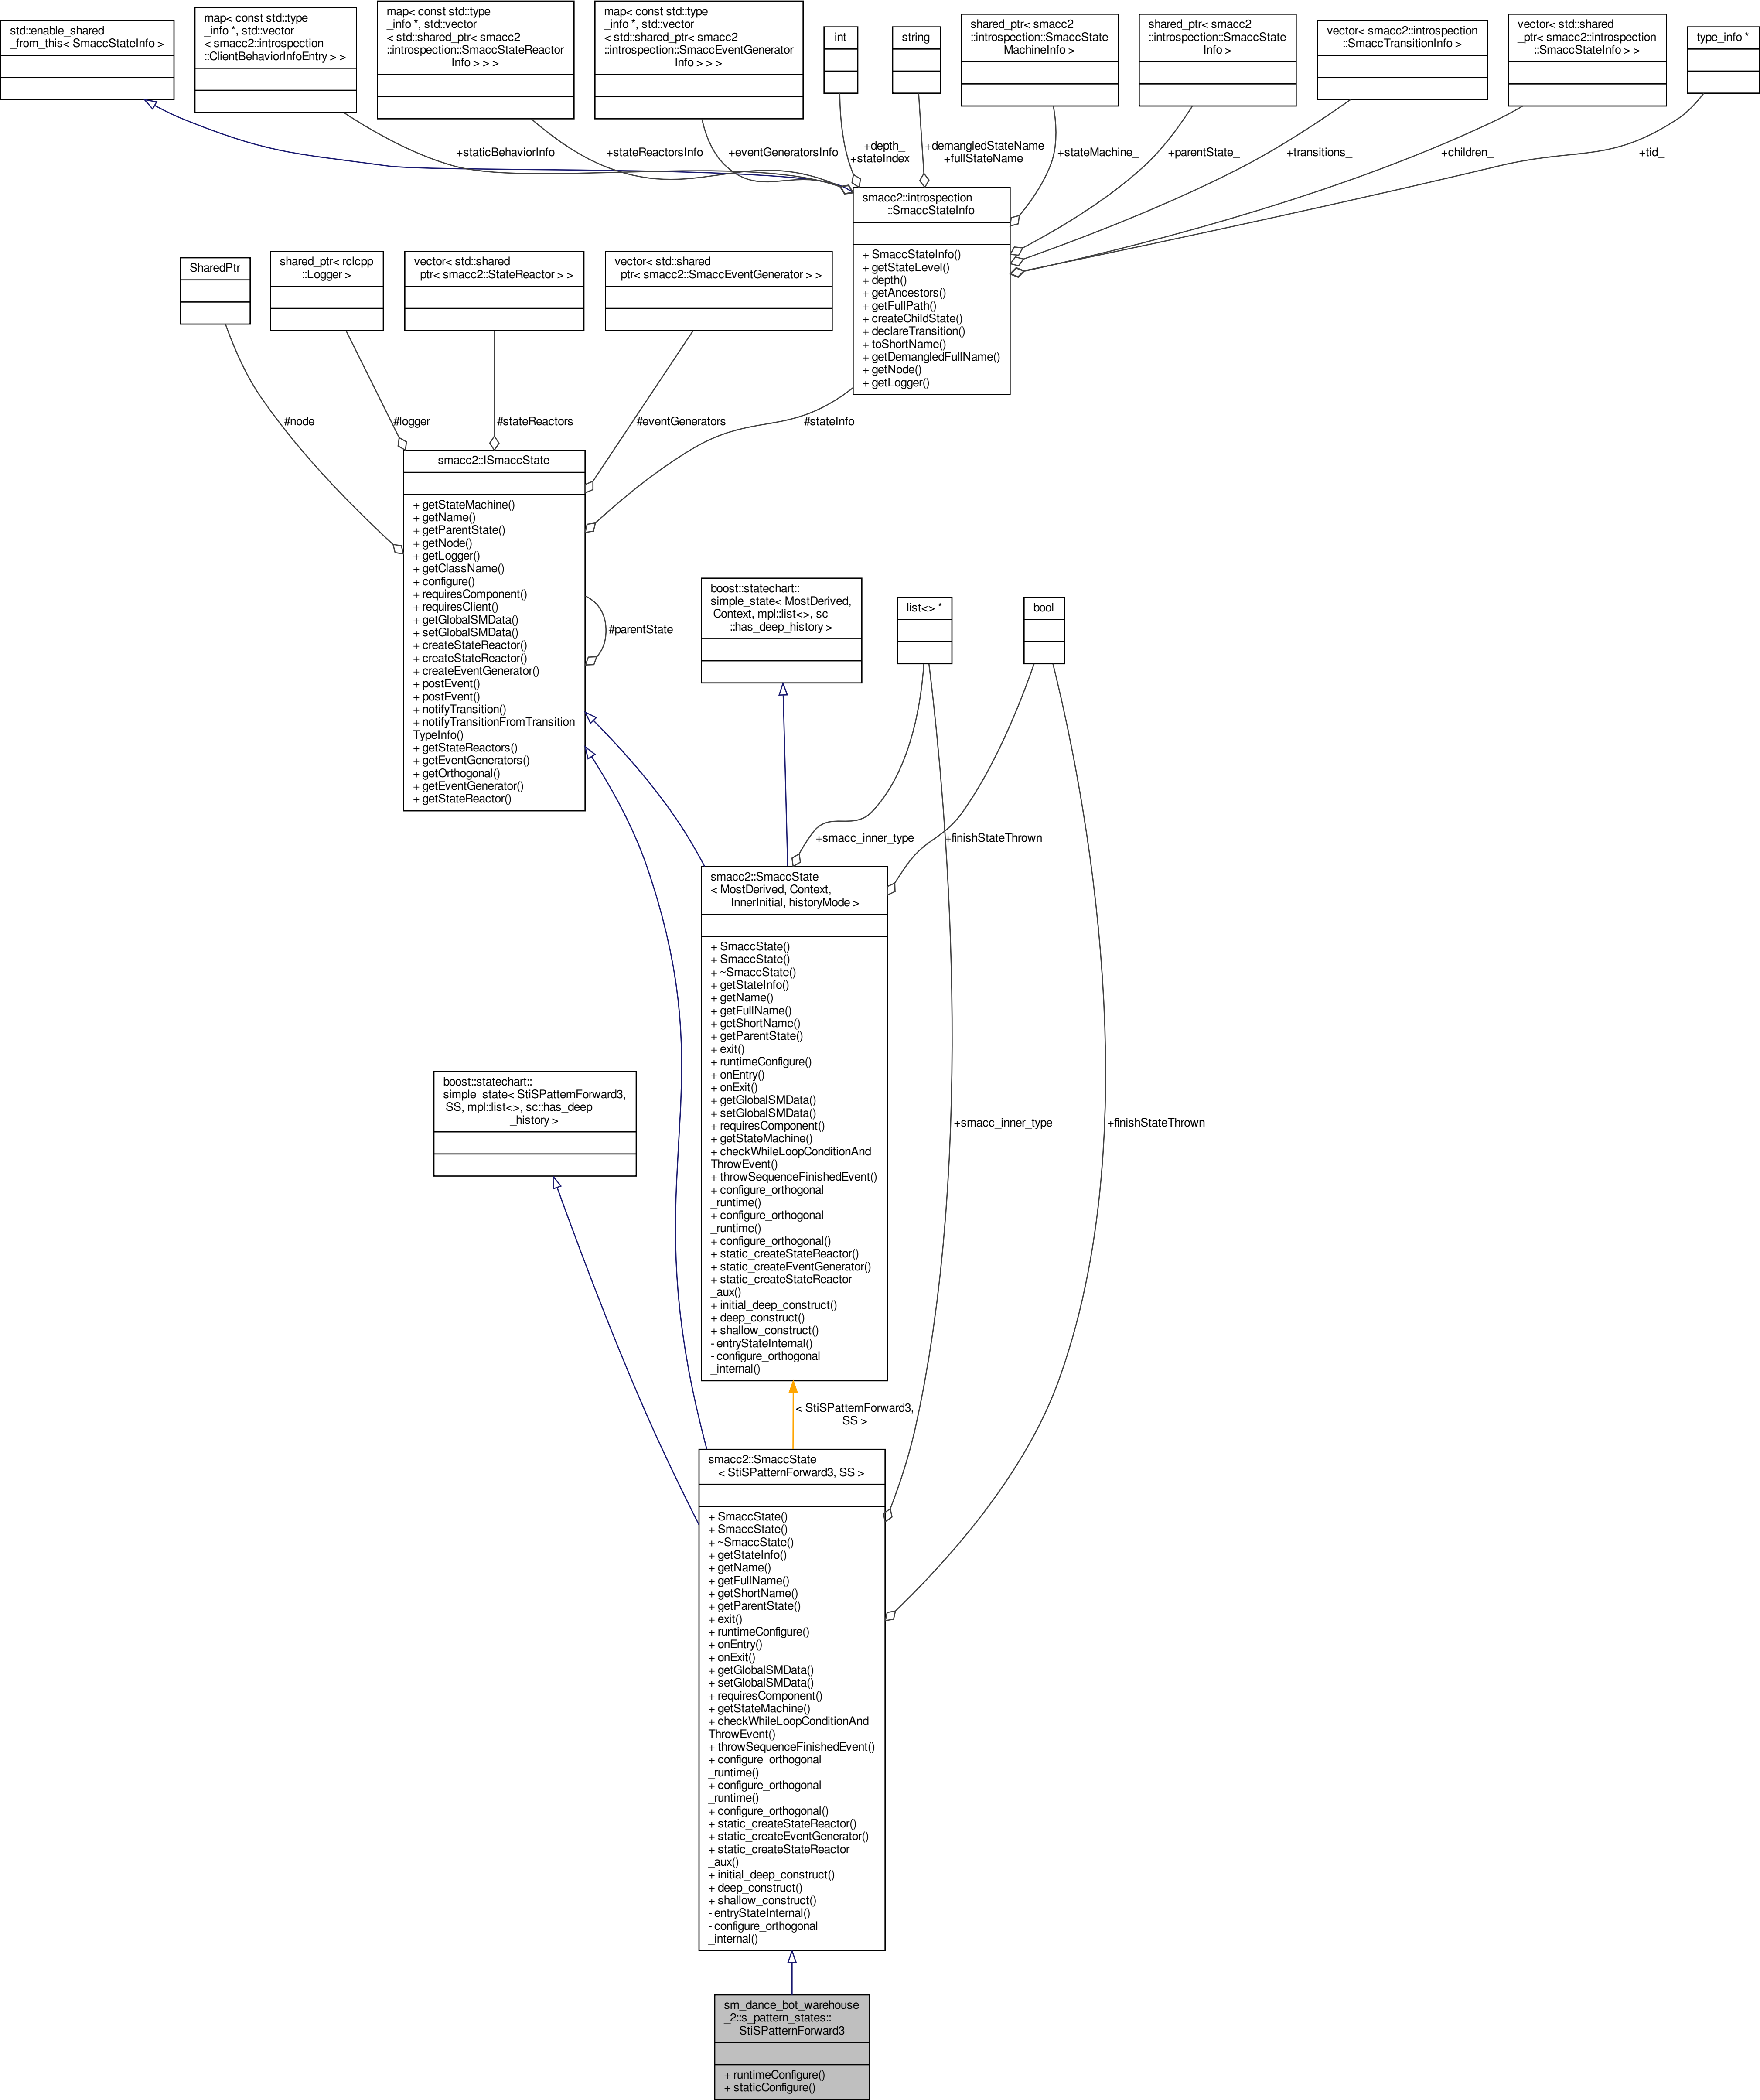 std::enable_shared
_from_this< SmaccStateInfo >
map< const std::type
_info *, std::vector
< smacc2::introspection
::ClientBehaviorInfoEntry > >
map< const std::type
_info *, std::vector
< std::shared_ptr< smacc2
::introspection::SmaccStateReactor
Info > > >
map< const std::type
_info *, std::vector
< std::shared_ptr< smacc2
::introspection::SmaccEventGenerator
Info > > >
int
string
shared_ptr< smacc2
::introspection::SmaccState
MachineInfo >
shared_ptr< smacc2
::introspection::SmaccState
Info >
vector< smacc2::introspection
::SmaccTransitionInfo >
vector< std::shared
_ptr< smacc2::introspection
::SmaccStateInfo > >
type_info *
+staticBehaviorInfo
+stateReactorsInfo
+eventGeneratorsInfo
+depth_
+stateIndex_
+demangledStateName
+fullStateName
+stateMachine_
+parentState_
+transitions_
+children_
+tid_
smacc2::introspection
::SmaccStateInfo
+ SmaccStateInfo()
+ getStateLevel()
+ depth()
+ getAncestors()
+ getFullPath()
+ createChildState()
+ declareTransition()
+ toShortName()
+ getDemangledFullName()
+ getNode()
+ getLogger()
SharedPtr
shared_ptr< rclcpp
::Logger >
vector< std::shared
_ptr< smacc2::StateReactor > >
vector< std::shared
_ptr< smacc2::SmaccEventGenerator > >
#node_
#logger_
#stateReactors_
#eventGenerators_
#stateInfo_
smacc2::ISmaccState
+ getStateMachine()
+ getName()
+ getParentState()
+ getNode()
+ getLogger()
+ getClassName()
+ configure()
+ requiresComponent()
+ requiresClient()
+ getGlobalSMData()
+ setGlobalSMData()
+ createStateReactor()
+ createStateReactor()
+ createEventGenerator()
+ postEvent()
+ postEvent()
+ notifyTransition()
+ notifyTransitionFromTransition
TypeInfo()
+ getStateReactors()
+ getEventGenerators()
+ getOrthogonal()
+ getEventGenerator()
+ getStateReactor()
#parentState_
boost::statechart::
simple_state< MostDerived,
Context, mpl::list<>, sc
::has_deep_history >
list<> *
bool
+smacc_inner_type
+finishStateThrown
smacc2::SmaccState
< MostDerived, Context,
InnerInitial, historyMode >
+ SmaccState()
+ SmaccState()
+ ~SmaccState()
+ getStateInfo()
+ getName()
+ getFullName()
+ getShortName()
+ getParentState()
+ exit()
+ runtimeConfigure()
+ onEntry()
+ onExit()
+ getGlobalSMData()
+ setGlobalSMData()
+ requiresComponent()
+ getStateMachine()
+ checkWhileLoopConditionAnd
ThrowEvent()
+ throwSequenceFinishedEvent()
+ configure_orthogonal
_runtime()
+ configure_orthogonal
_runtime()
+ configure_orthogonal()
+ static_createStateReactor()
+ static_createEventGenerator()
+ static_createStateReactor
_aux()
+ initial_deep_construct()
+ deep_construct()
+ shallow_construct()
- entryStateInternal()
- configure_orthogonal
_internal()
boost::statechart::
simple_state< StiSPatternForward3,
SS, mpl::list<>, sc::has_deep
_history >
+smacc_inner_type
+finishStateThrown
< StiSPatternForward3,
SS >
smacc2::SmaccState
< StiSPatternForward3, SS >
+ SmaccState()
+ SmaccState()
+ ~SmaccState()
+ getStateInfo()
+ getName()
+ getFullName()
+ getShortName()
+ getParentState()
+ exit()
+ runtimeConfigure()
+ onEntry()
+ onExit()
+ getGlobalSMData()
+ setGlobalSMData()
+ requiresComponent()
+ getStateMachine()
+ checkWhileLoopConditionAnd
ThrowEvent()
+ throwSequenceFinishedEvent()
+ configure_orthogonal
_runtime()
+ configure_orthogonal
_runtime()
+ configure_orthogonal()
+ static_createStateReactor()
+ static_createEventGenerator()
+ static_createStateReactor
_aux()
+ initial_deep_construct()
+ deep_construct()
+ shallow_construct()
- entryStateInternal()
- configure_orthogonal
_internal()
sm_dance_bot_warehouse
_2::s_pattern_states::
StiSPatternForward3
+ runtimeConfigure()
+ staticConfigure()